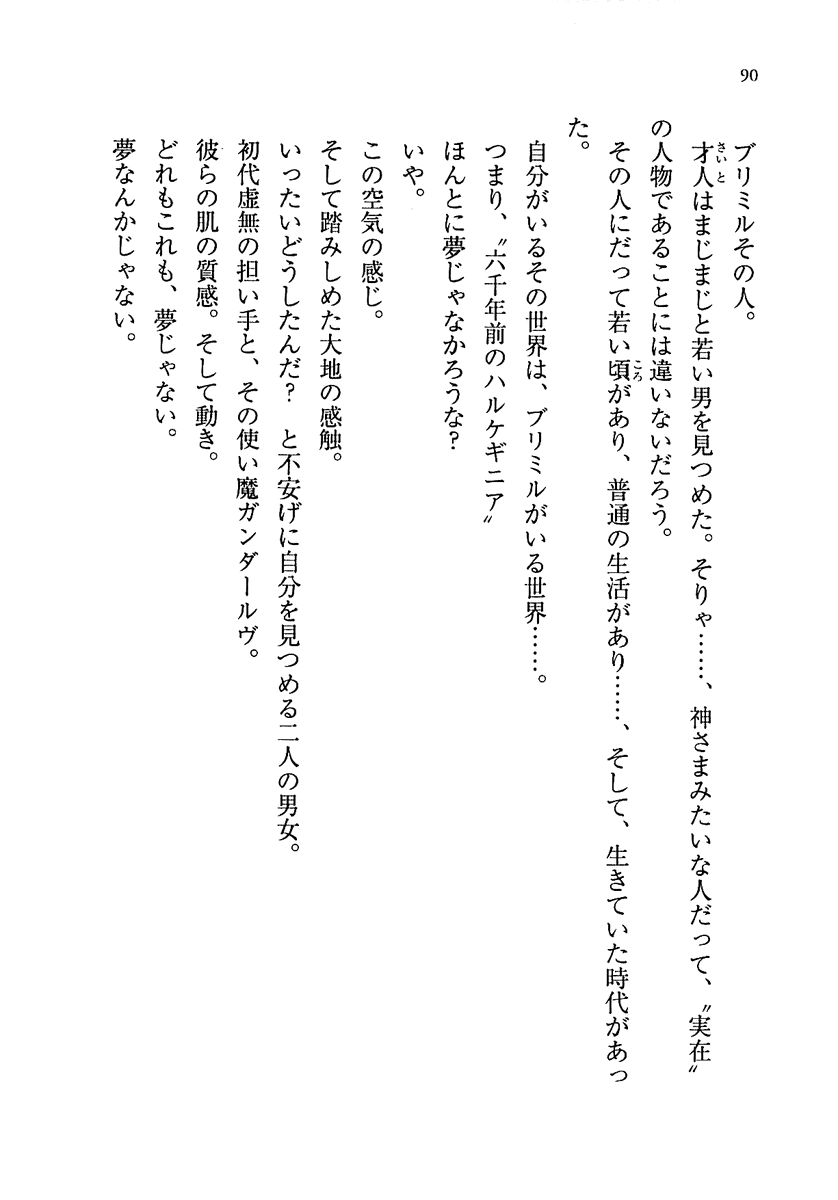 90
ブリミルその人。
才人はまじまじと若い男を見つめた。そりゃ……、神さまみたいな人だって、〝実在〟
の人物であることには違いないだろう。
その人にだって若い頃があり、普通の生活があり……、そして、生きていた時代があっ
た。
自分がいるその世界は、ブリミルがいる世界……。
つまり、〝六千年前のハルケギニア〟
ほんとに夢じゃなかろうな?
いや。
この空気の感じ。
そして踏みしめた大地の感触。
いったいどうしたんだ? と不安げに自分を見つめる二人の男女。
初代虚無の担い手と、その使い魔ガンダールヴ。
彼らの肌の質感。そして動き。
どれもこれも、夢じゃない。
夢なんかじゃない。